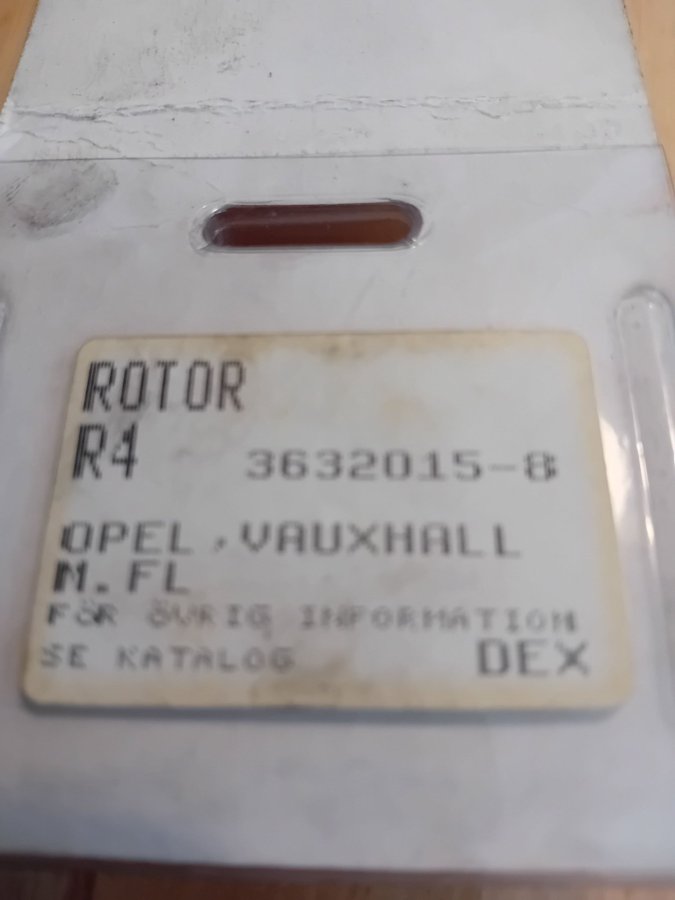 ROTOR
R4 3632015-8
OPEL, VAUXHALL
M.FL
FÖR ÖVRIG INFORMATION
SE KATALOG DEX